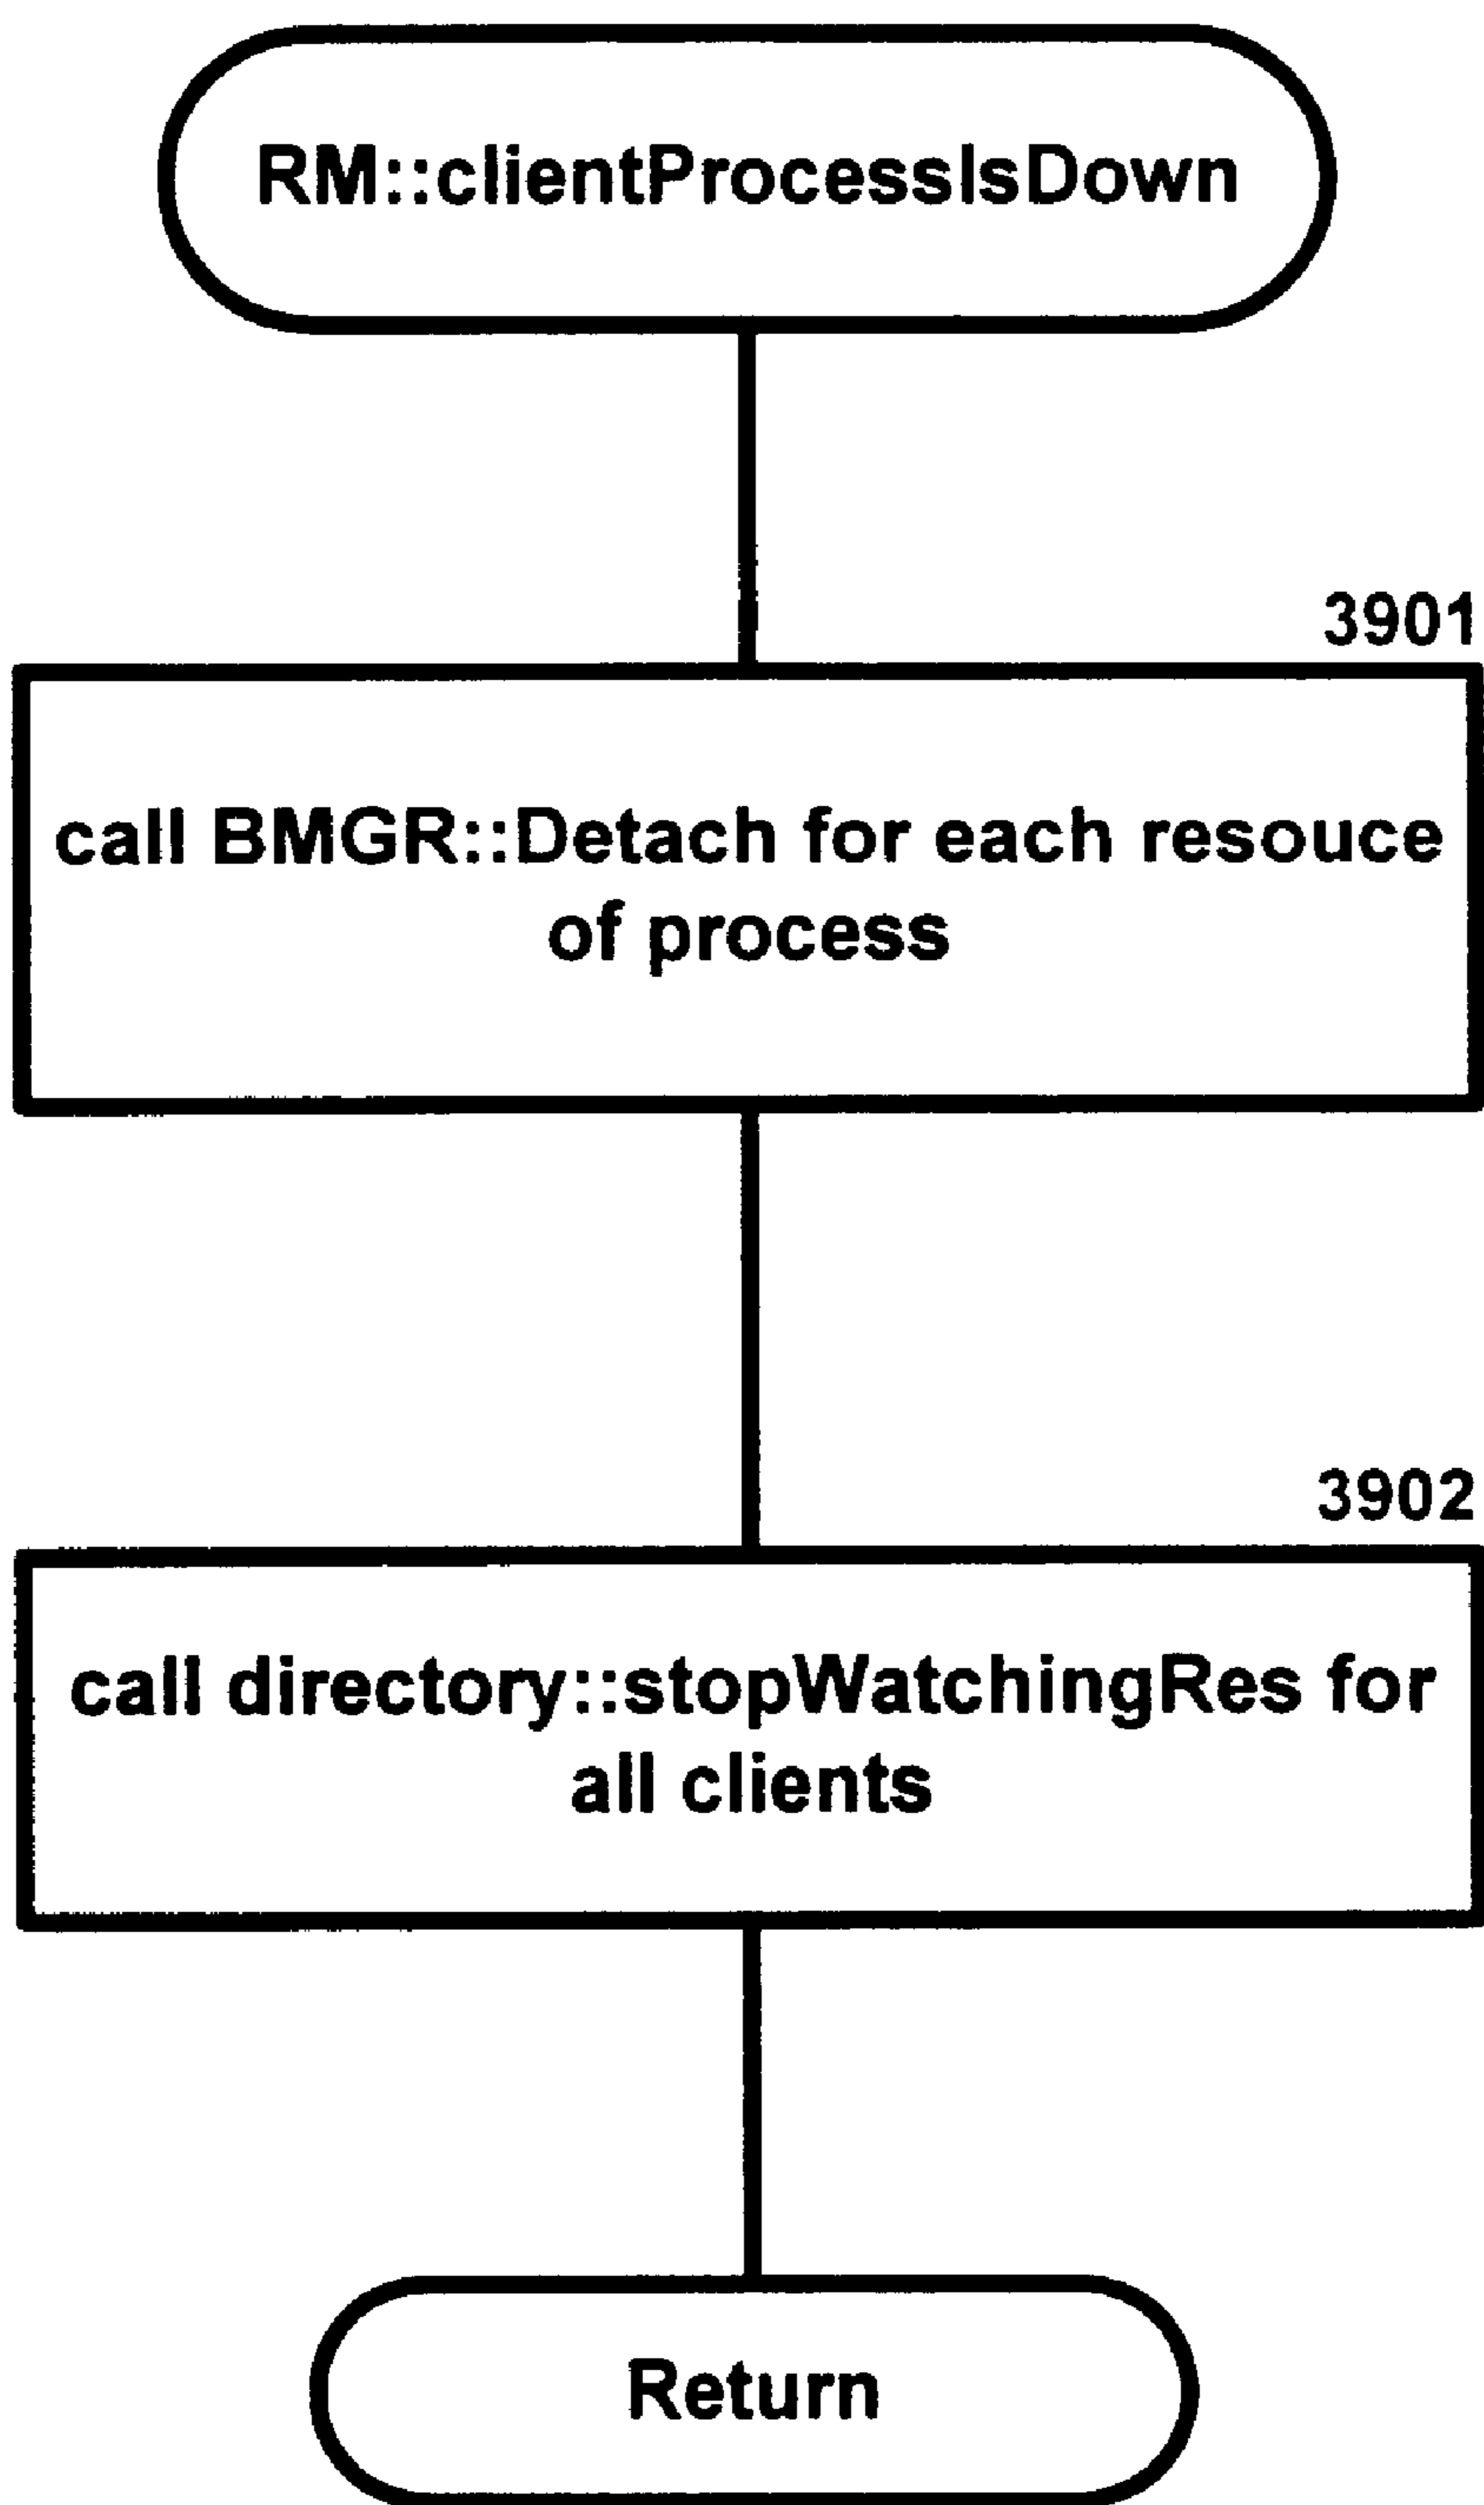 RM::clientProcessIsDown
3901
call BMGR::Detach for each resouce
of process
3902
call directory::stopWatchingRes for
all clients
Return